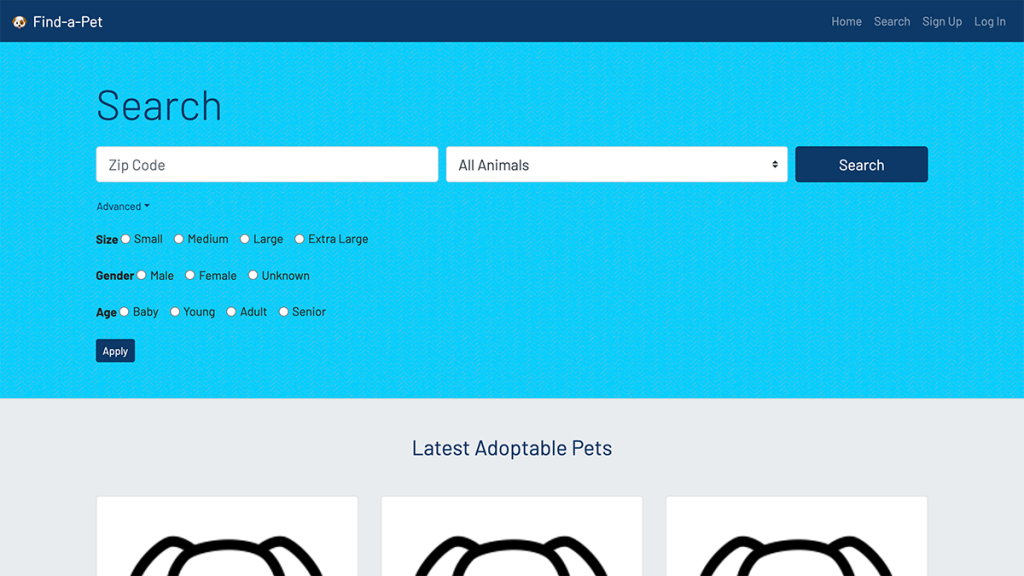 Find-a-Pet Home Search Sign Up Log In
Search
Zip Code All Animals Search
Advanced
Size Small Medium Large Extra Large
Gender Male Female Unknown
Age Baby Young Adult Senior
Apply
Latest Adoptable Pets